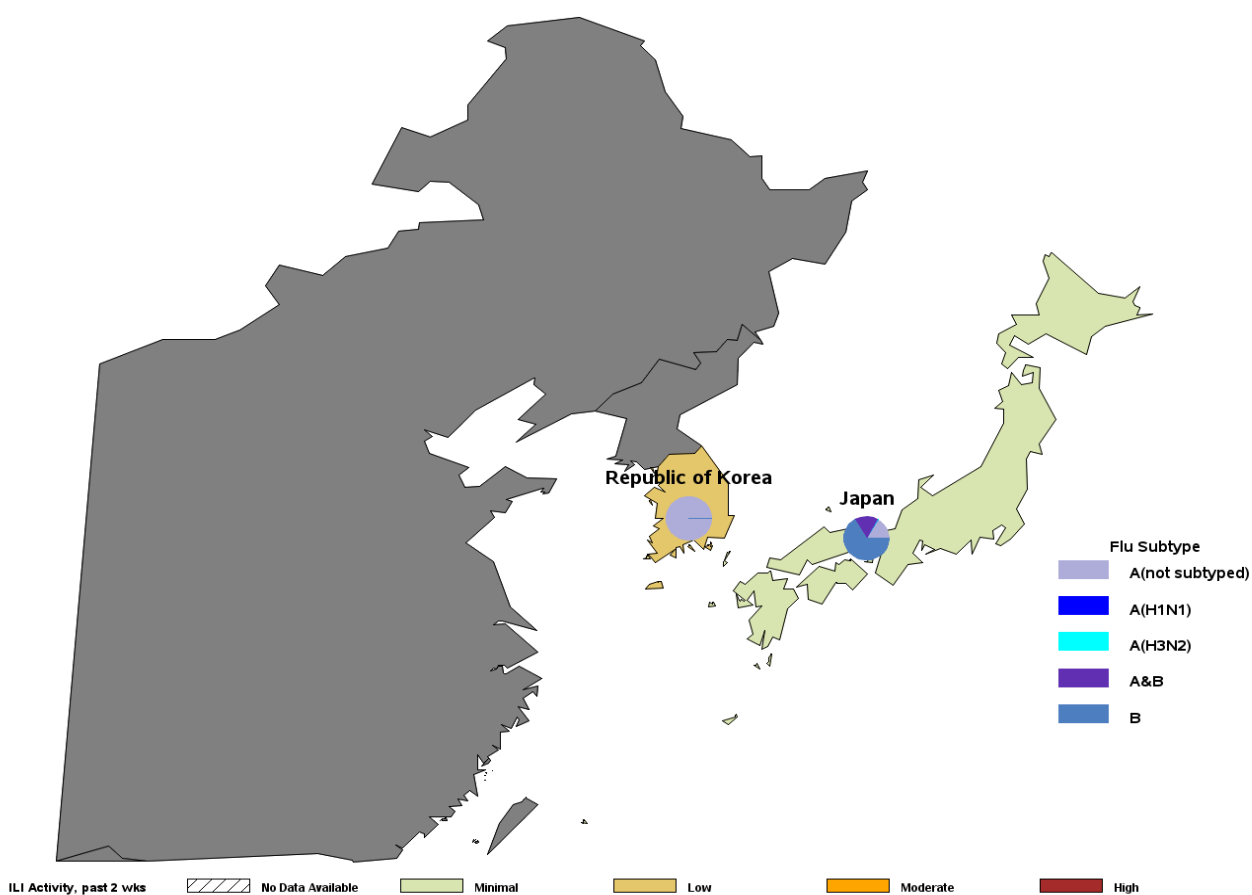 Republic of Korea
Japan
Flu Subtype
A(not subtyped)
A(H1N1)
A(H3N2)
A&B
B
ILI Activity, past 2 wks No Data Available Minimal Low Moderate High